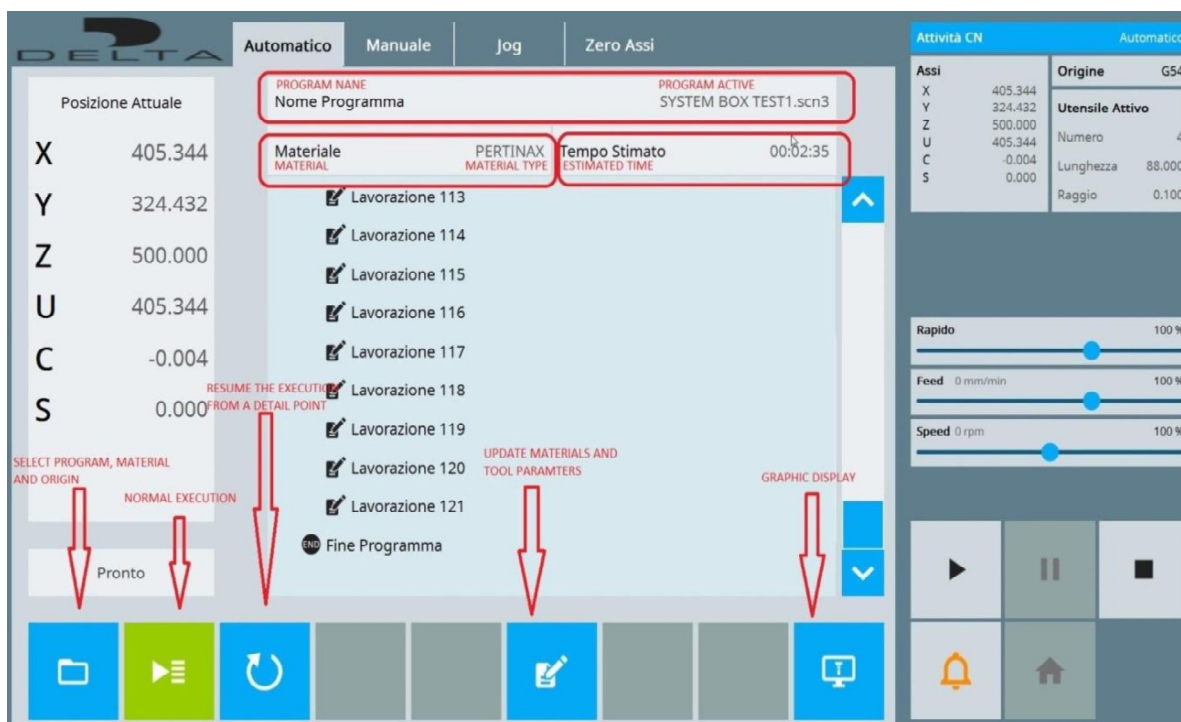 DELTA
Automatico
Manuale
Jog
Zero Assi
Posizione Attuale
X 405.344
Y 324.432
Z 500.000
U 405.344
C -0.004
S 0.000
Pronto
PROGRAM NANE
PROGRAM ACTIVE
Nome Programma
SYSTEM BOX TEST1.scn3
Materiale
PERTINAX
MATERIAL
MATERIAL TYPE
Tempo Stimato
00:02:35
ESTIMATED TIME
Lavorazione 113
Lavorazione 114
Lavorazione 115
Lavorazione 116
Lavorazione 117
Lavorazione 118
Lavorazione 119
Lavorazione 120
Lavorazione 121
END Fine Programma
SELECT PROGRAM, MATERIAL
AND ORIGIN
NORMAL EXECUTION
RESUME THE EXECUTION
FROM A DETAIL POINT
UPDATE MATERIALS AND
TOOL PARAMTERS
GRAPHIC DISPLAY
T
Attività CN
Automatico
Assi
X 405.344
Y 324.432
Z 500.000
U 405.344
C -0.004
S 0.000
Origine G54
Utensile Attivo
Numero 4
Lunghezza 88.000
Raggio 0.100
Rapido 100 %
Feed 0 mm/min 100 %
Speed 0 rpm 100 %